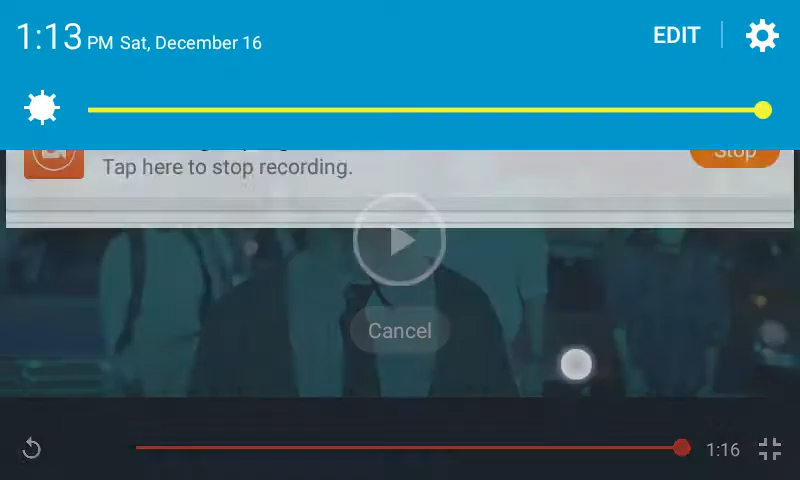 1:13 PM Sat, December 16
EDIT
Tap here to stop recording.
Stop
Cancel
1:16